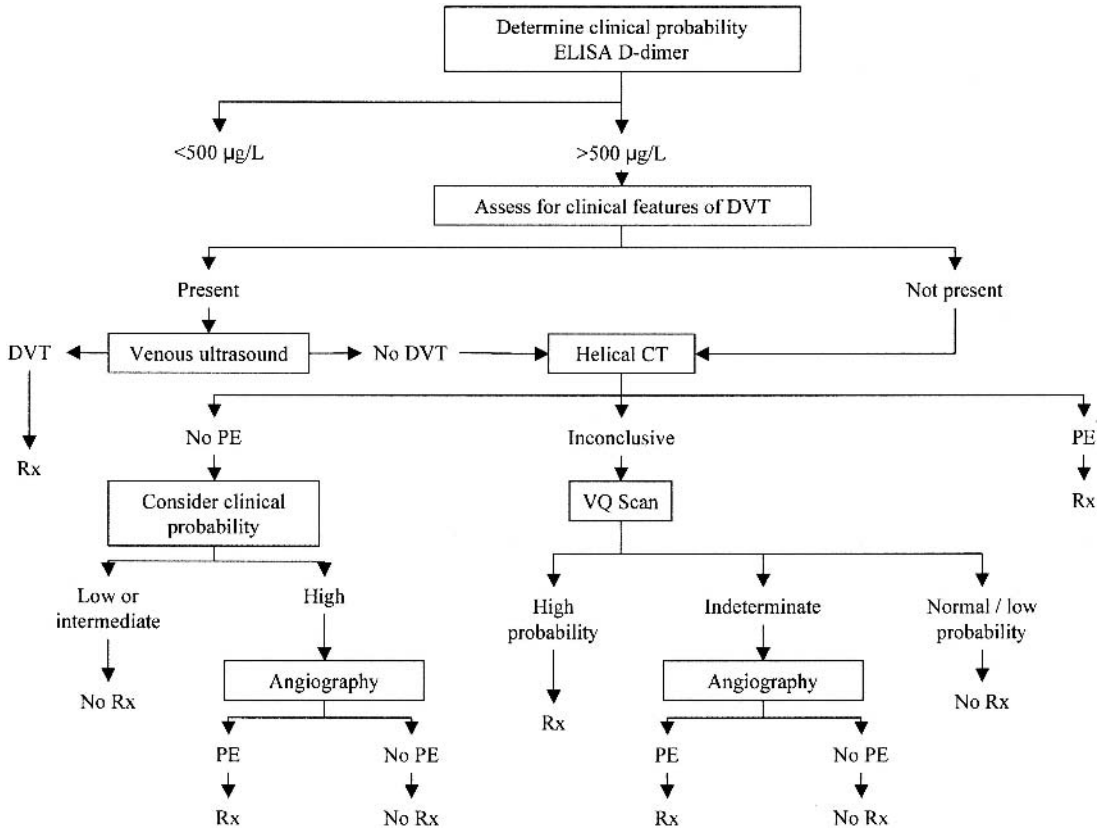 Determine clinical probability
ELISA D-dimer
<500 µg/L
>500 µg/L
Assess for clinical features of DVT
Present
Not present
DVT
Venous ultrasound
No DVT
Helical CT
No PE
Inconclusive
PE
Rx
Rx
Consider clinical
probability
VQ Scan
Low or
intermediate
High
High
probability
Indeterminate
Normal / low
probability
No Rx
Angiography
Rx
Angiography
No Rx
PE
No PE
PE
No PE
Rx
No Rx
Rx
No Rx